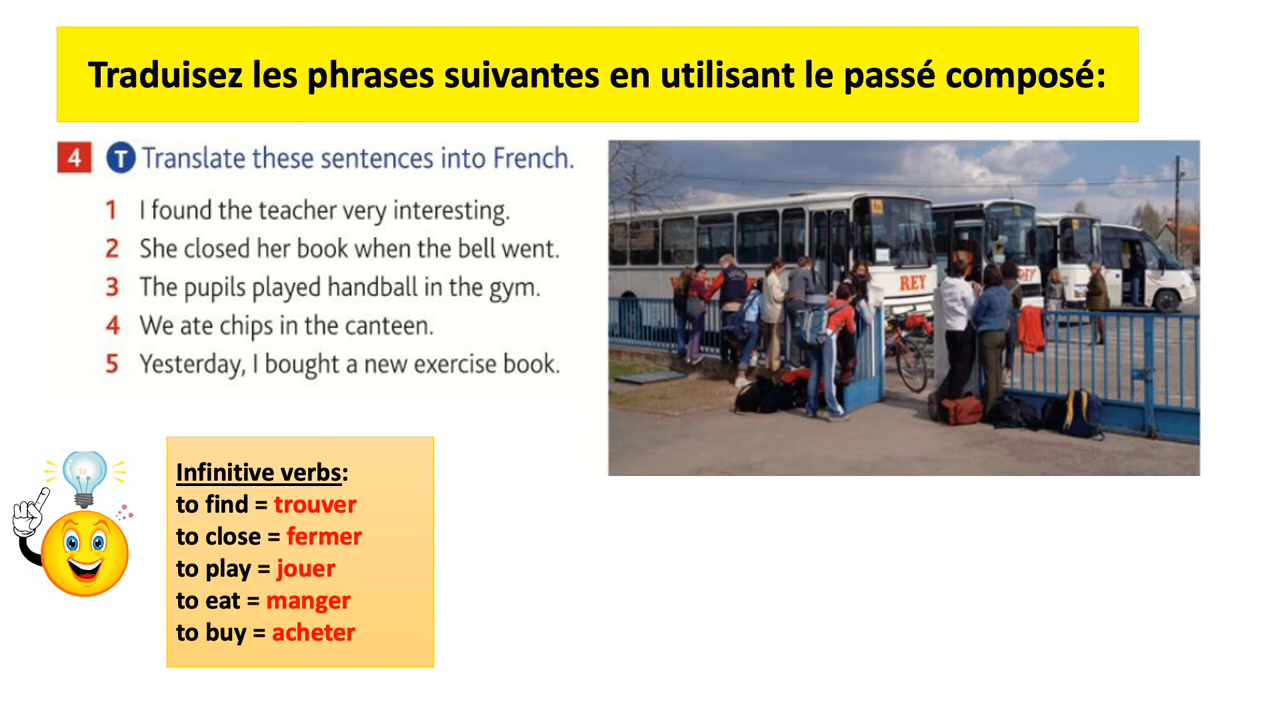 Traduisez les phrases suivantes en utilisant le passé composé:
4 T Translate these sentences into French.
1 I found the teacher very interesting.
2 She closed her book when the bell went.
3 The pupils played handball in the gym.
4 We ate chips in the canteen.
5 Yesterday, I bought a new exercise book.
REY
REY
Infinitive verbs:
to find = trouver
to close = fermer
to play = jouer
to eat = manger
to buy = acheter